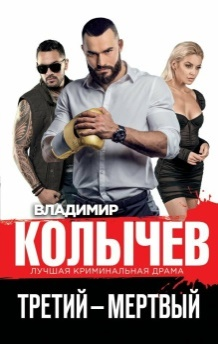 ВЛАДИМИР
КОЛЫЧЕВ
ЛУЧШАЯ КРИМИНАЛЬНАЯ ДРАМА
ТРЕТИЙ – МЕРТВЫЙ